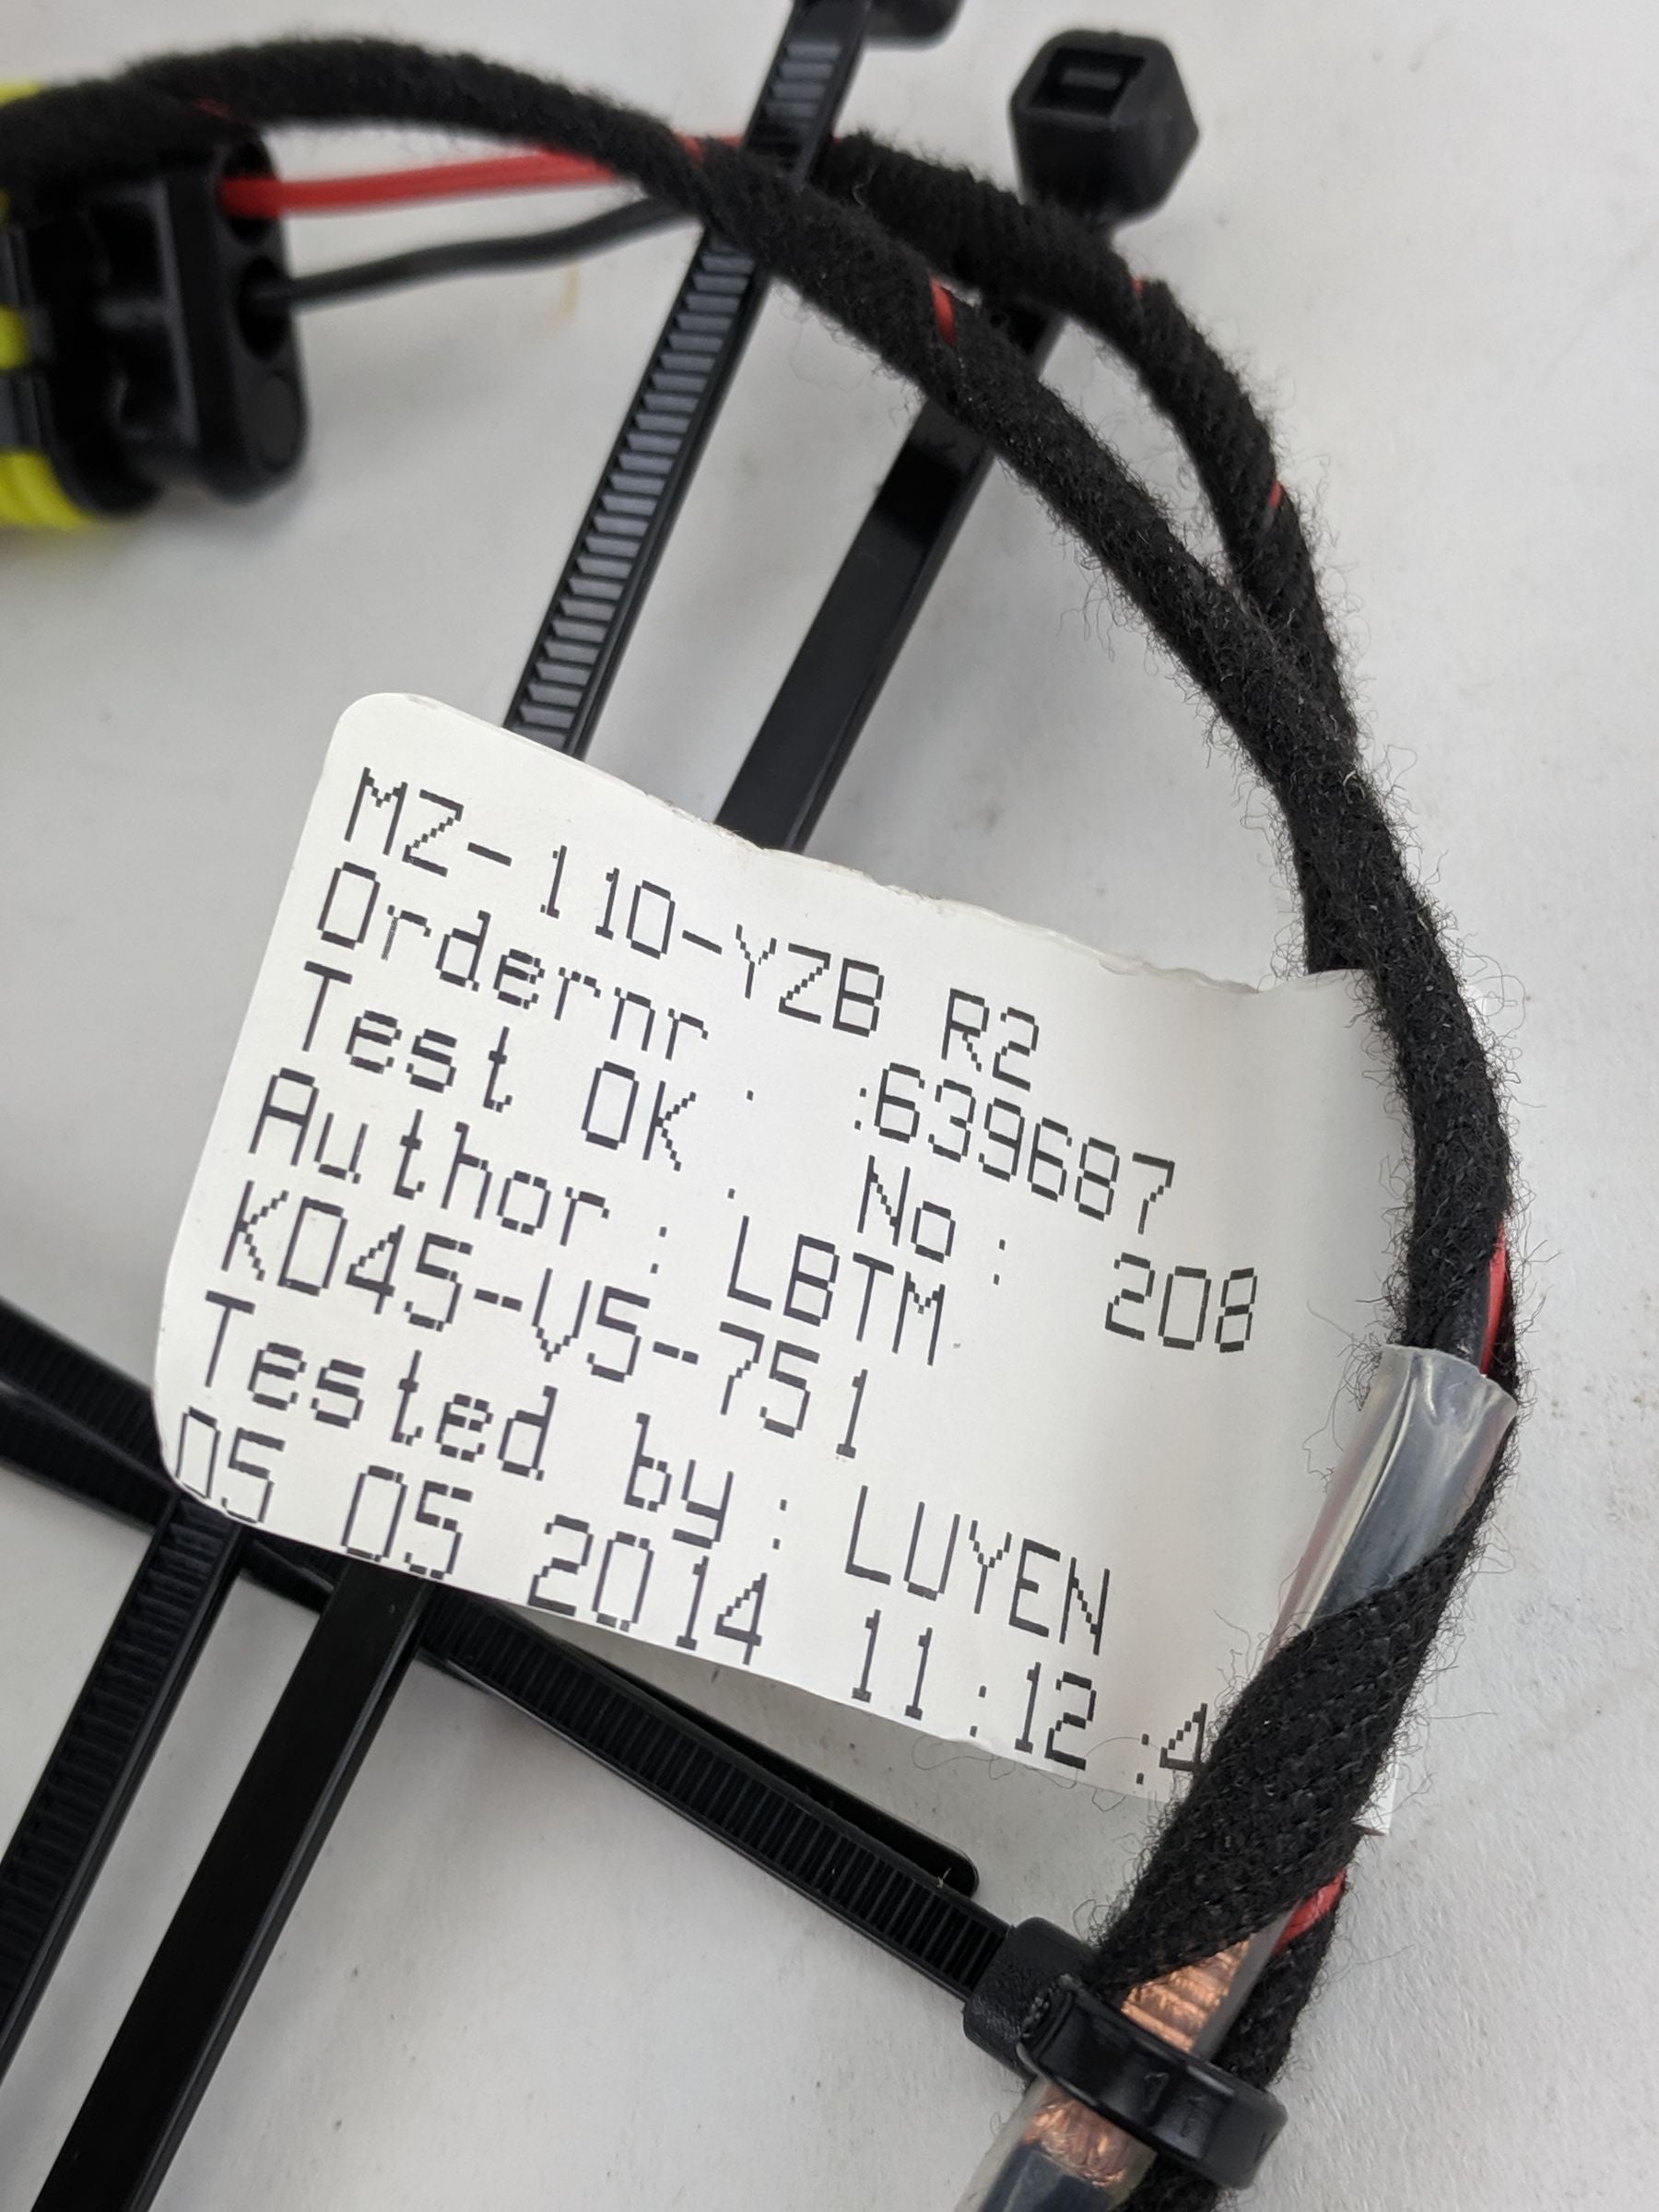 MZ-110-YZB R2
Ordernr. :639687
Test OK. No: 208
Author: LBTM
KD45-V5-751
Tested by: LUYEN
05 05 2014 11:12:4